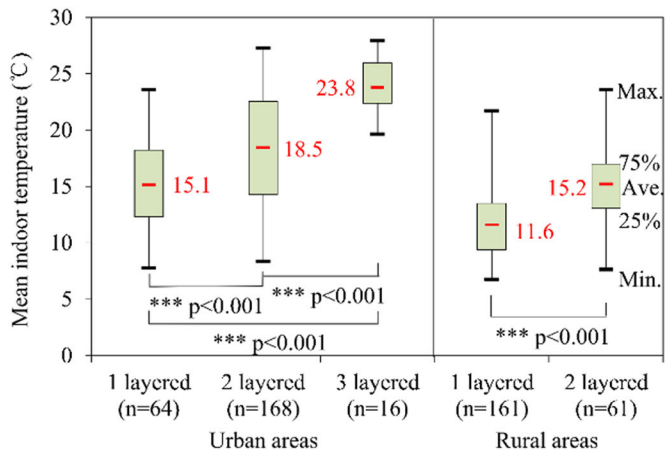 Mean indoor temperature (℃)
30
25
20
15
10
5
0
15.1
18.5
23.8
11.6
15.2
Max.
75%
Ave.
25%
Min.
*** p<0.001
*** p<0.001
*** p<0.001
*** p<0.001
1 layered
(n=64)
2 layered
(n=168)
3 layered
(n=16)
1 layered
(n=161)
2 layered
(n=61)
Urban areas
Rural areas